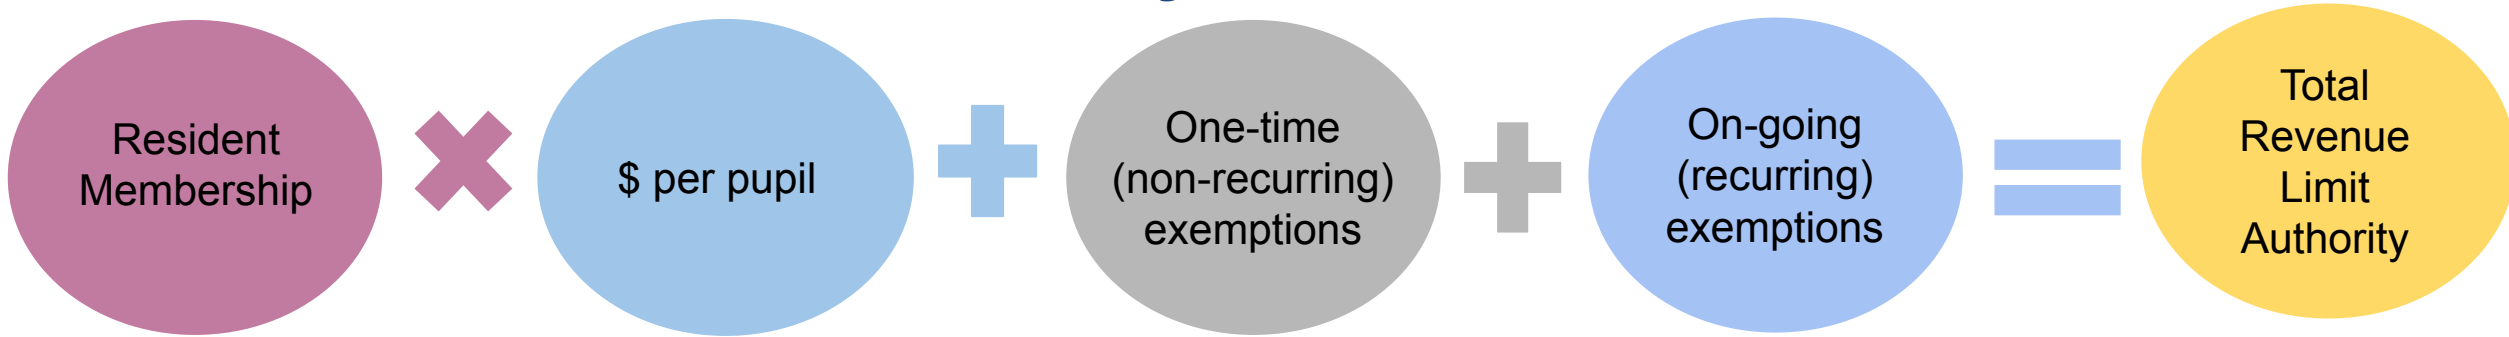 Resident
Membership
$ per pupil
One-time
(non-recurring)
exemptions
On-going
(recurring)
exemptions
Total
Revenue
Limit
Authority